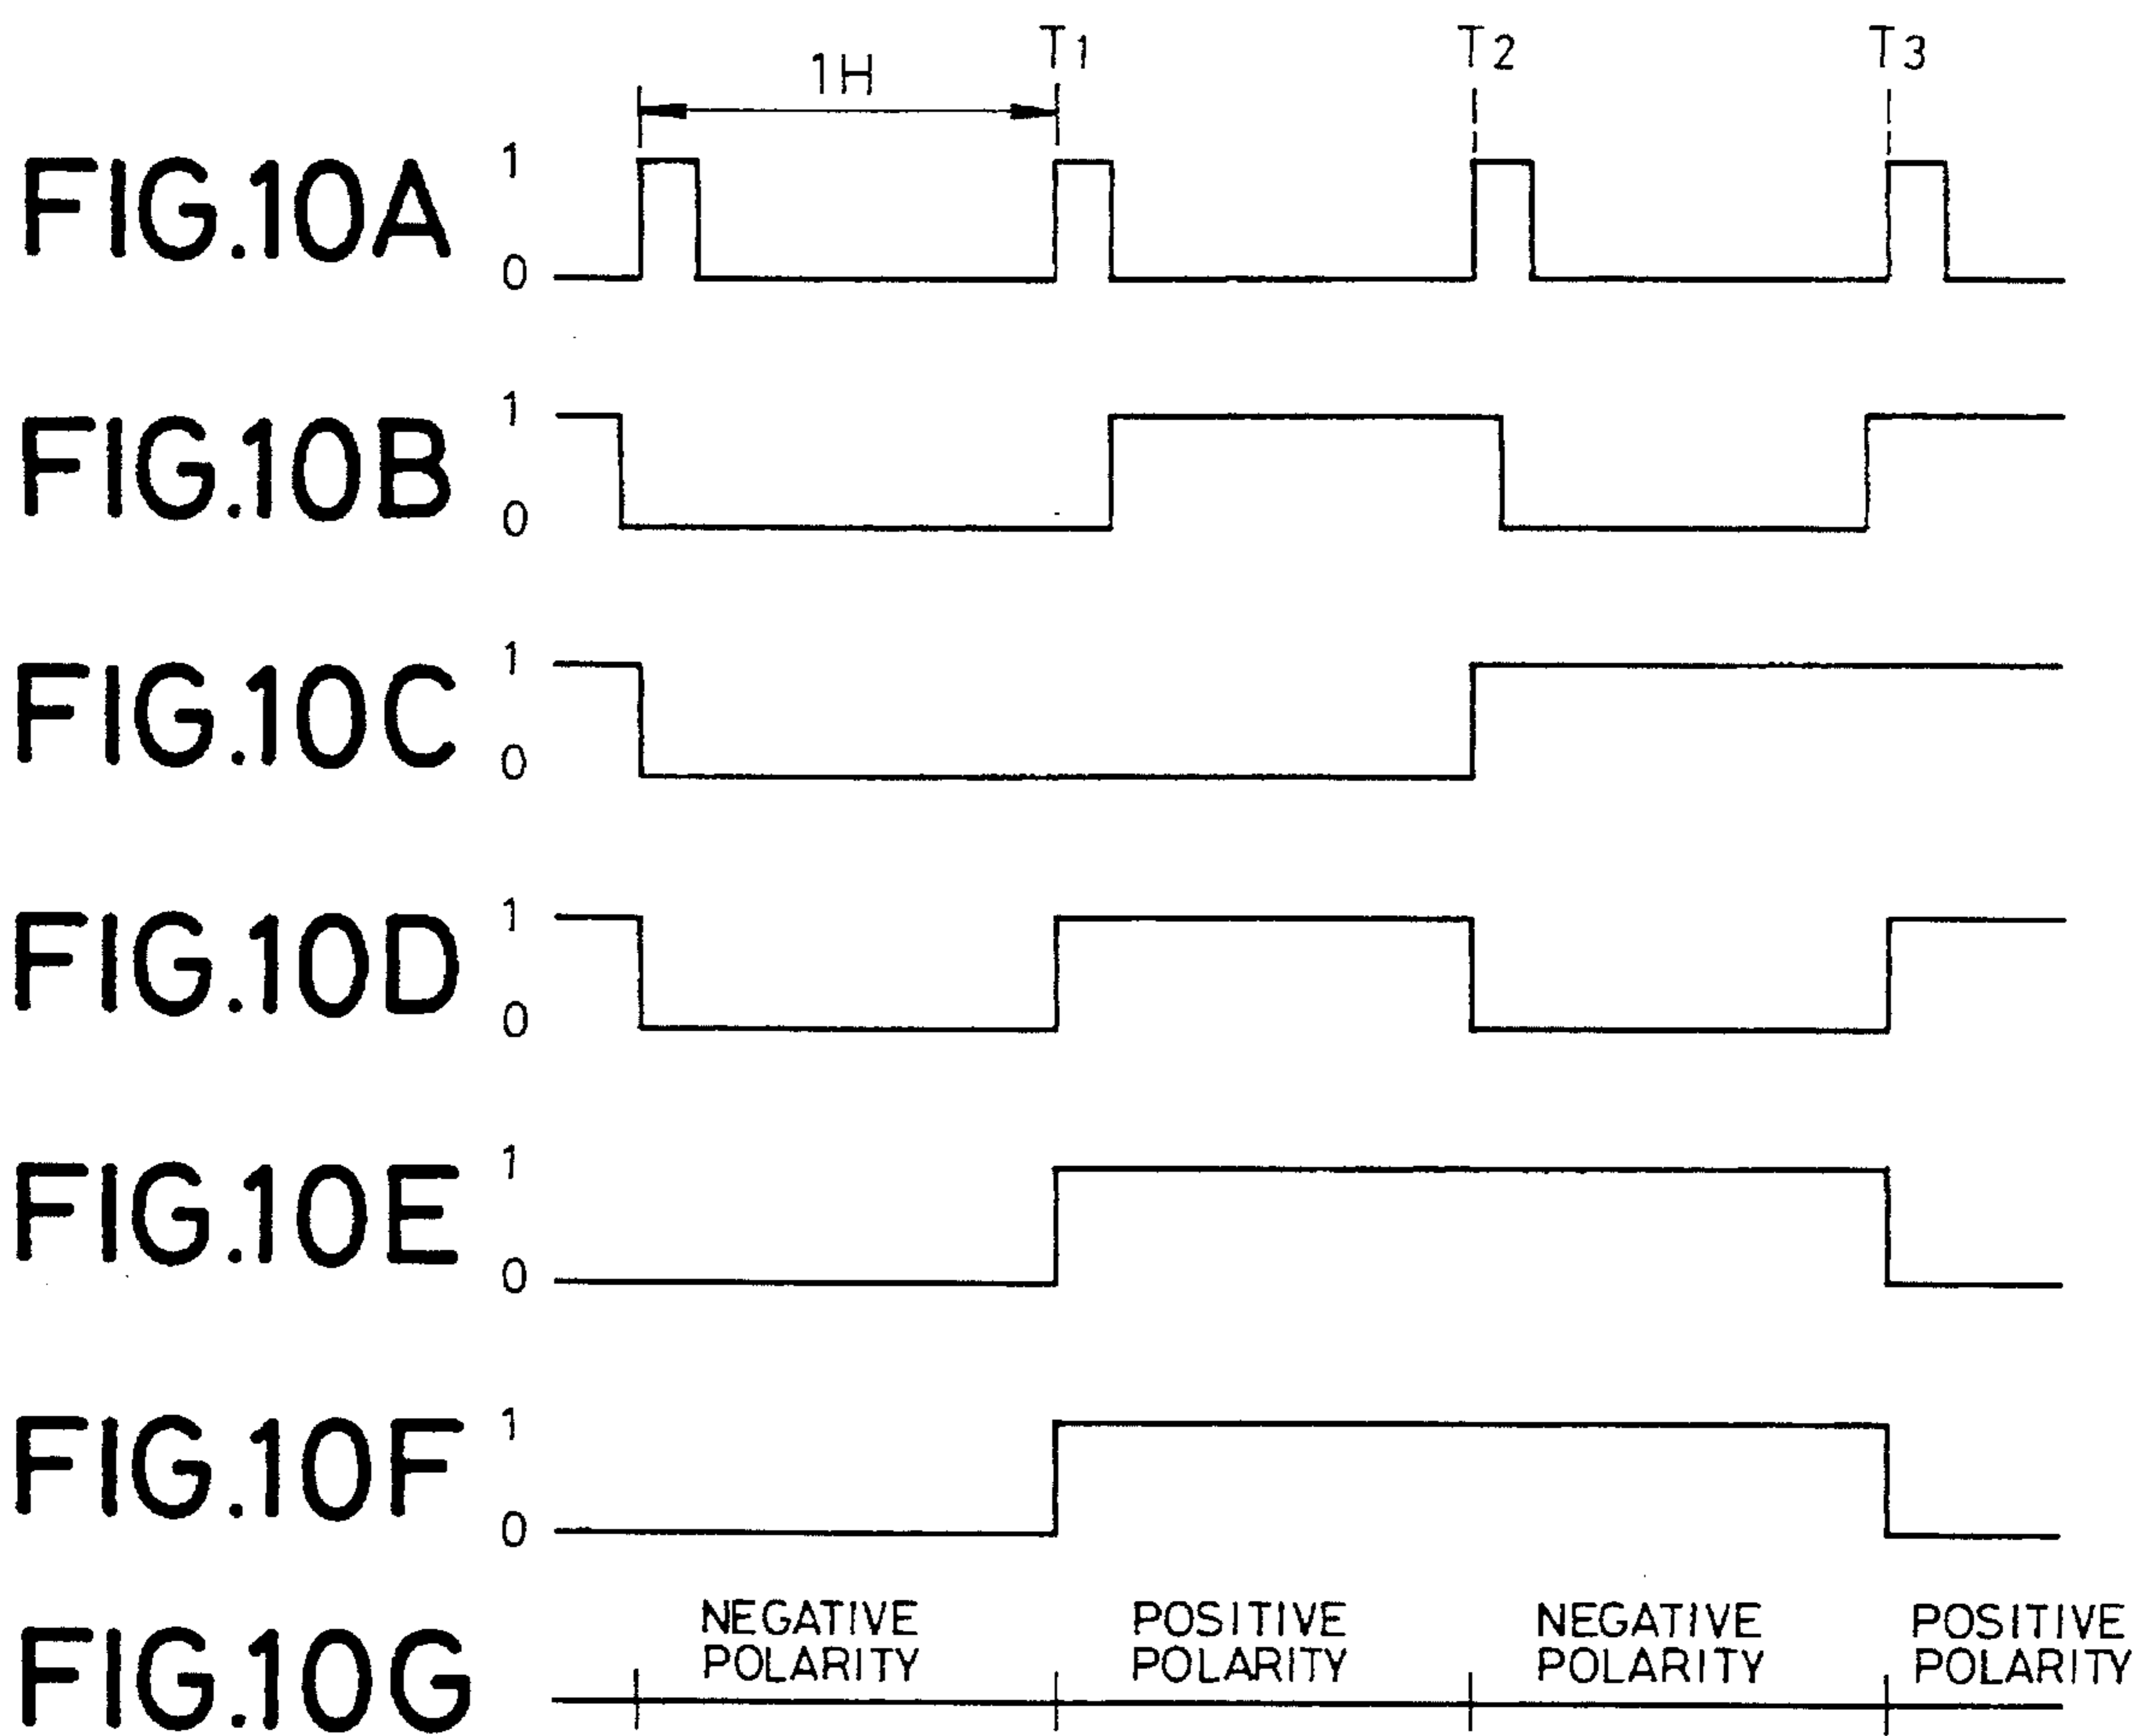 T1
T2
T3
1H
FIG.10A
1
0
FIG.10B
1
0
FIG.10C
1
0
FIG.10D
1
0
FIG.10E
1
0
FIG.10F
1
0
FIG.10G
NEGATIVE
POLARITY
POSITIVE
POLARITY
NEGATIVE
POLARITY
POSITIVE
POLARITY